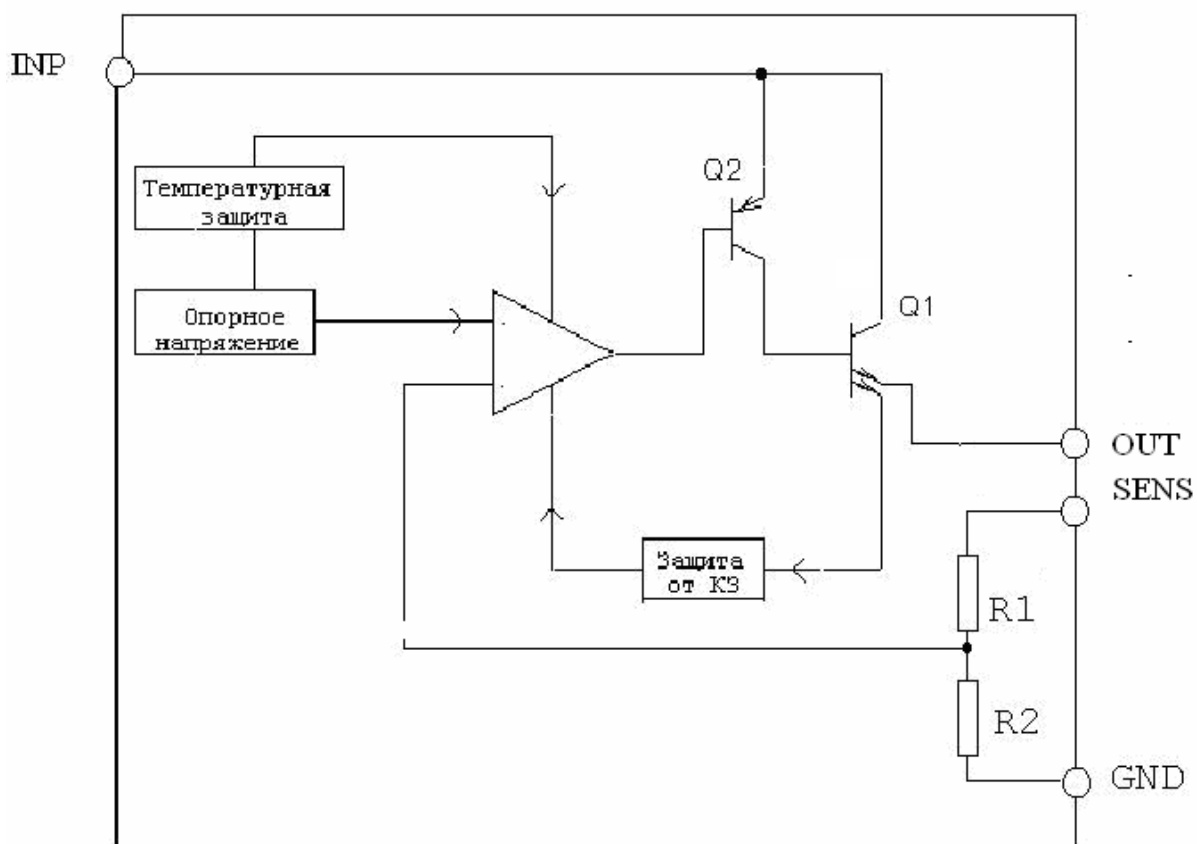 INP
Температурная
защита
Q2
Опорное
напряжение
Q1
OUT
SENS
Защита
от КЗ
R1
R2
GND